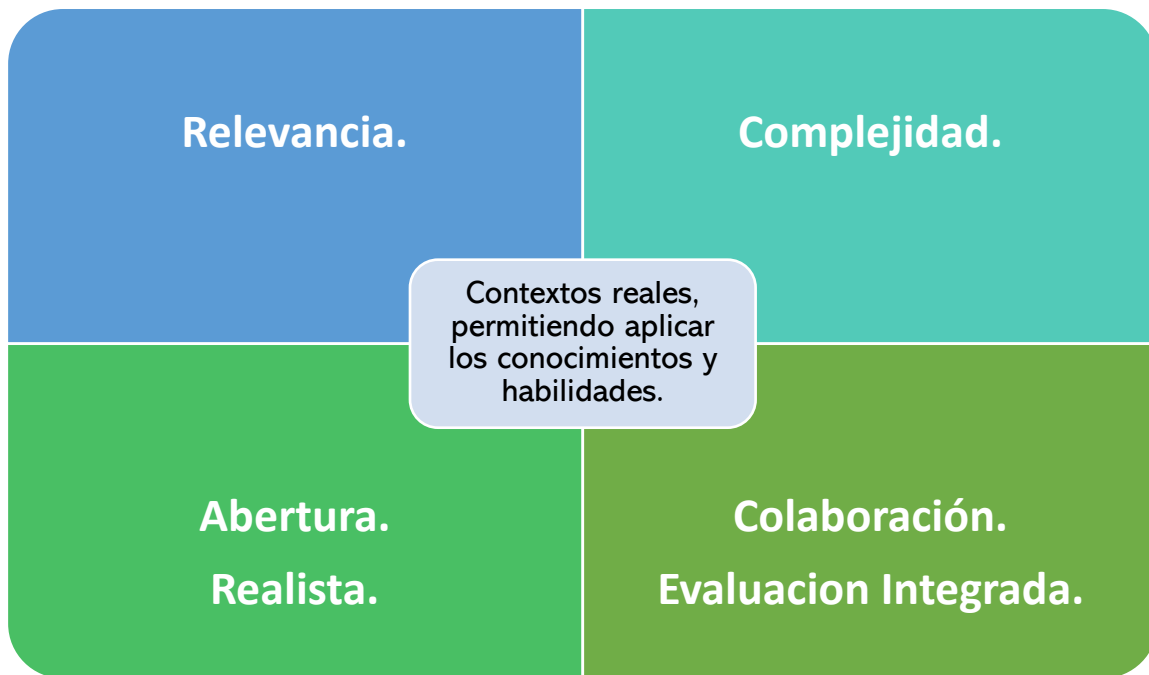 Relevancia.
Complejidad.
Contextos reales,
permitiendo aplicar
los conocimientos y
habilidades.
Abertura.
Realista.
Colaboración.
Evaluacion Integrada.